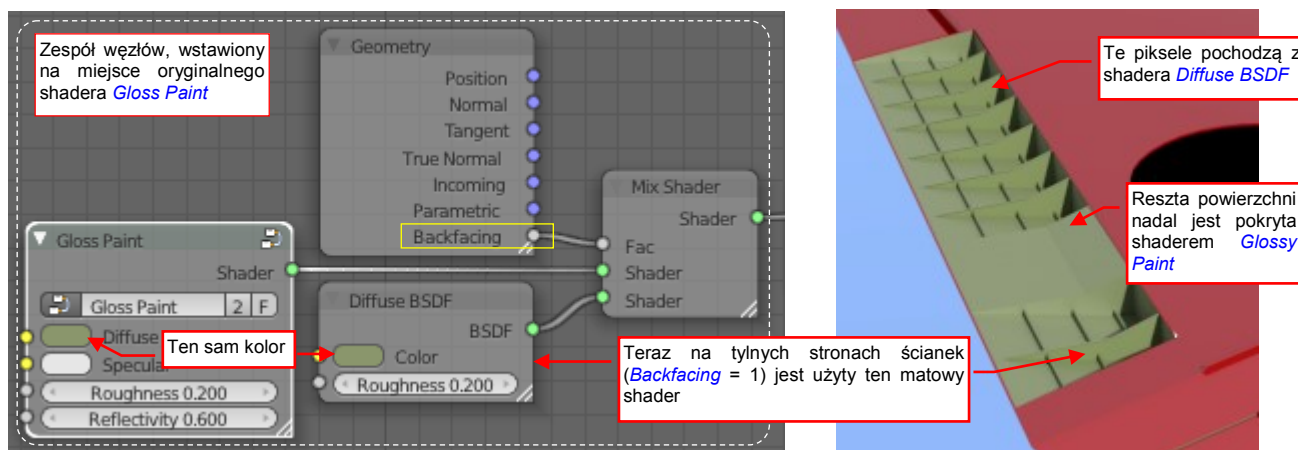 Zespół węzłów, wstawiony
na miejsce oryginalnego
shadera Gloss Paint
Geometry
Position
Normal
Tangent
True Normal
Incoming
Parametric
Backfacing
Mix Shader
Shader
Fac
Shader
Shader
Gloss Paint
Shader
Gloss Paint 2 F
Diffuse
Specular
Roughness 0.200
Reflectivity 0.600
Ten sam kolor
Diffuse BSDF
BSDF
Color
Roughness 0.200
Teraz na tylnych stronach ścianek
(Backfacing = 1) jest użyty ten matowy
shader
Te piksele pochodzą z
shadera Diffuse BSDF
Reszta powierzchni
nadal jest pokryta
shaderem Glossy
Paint